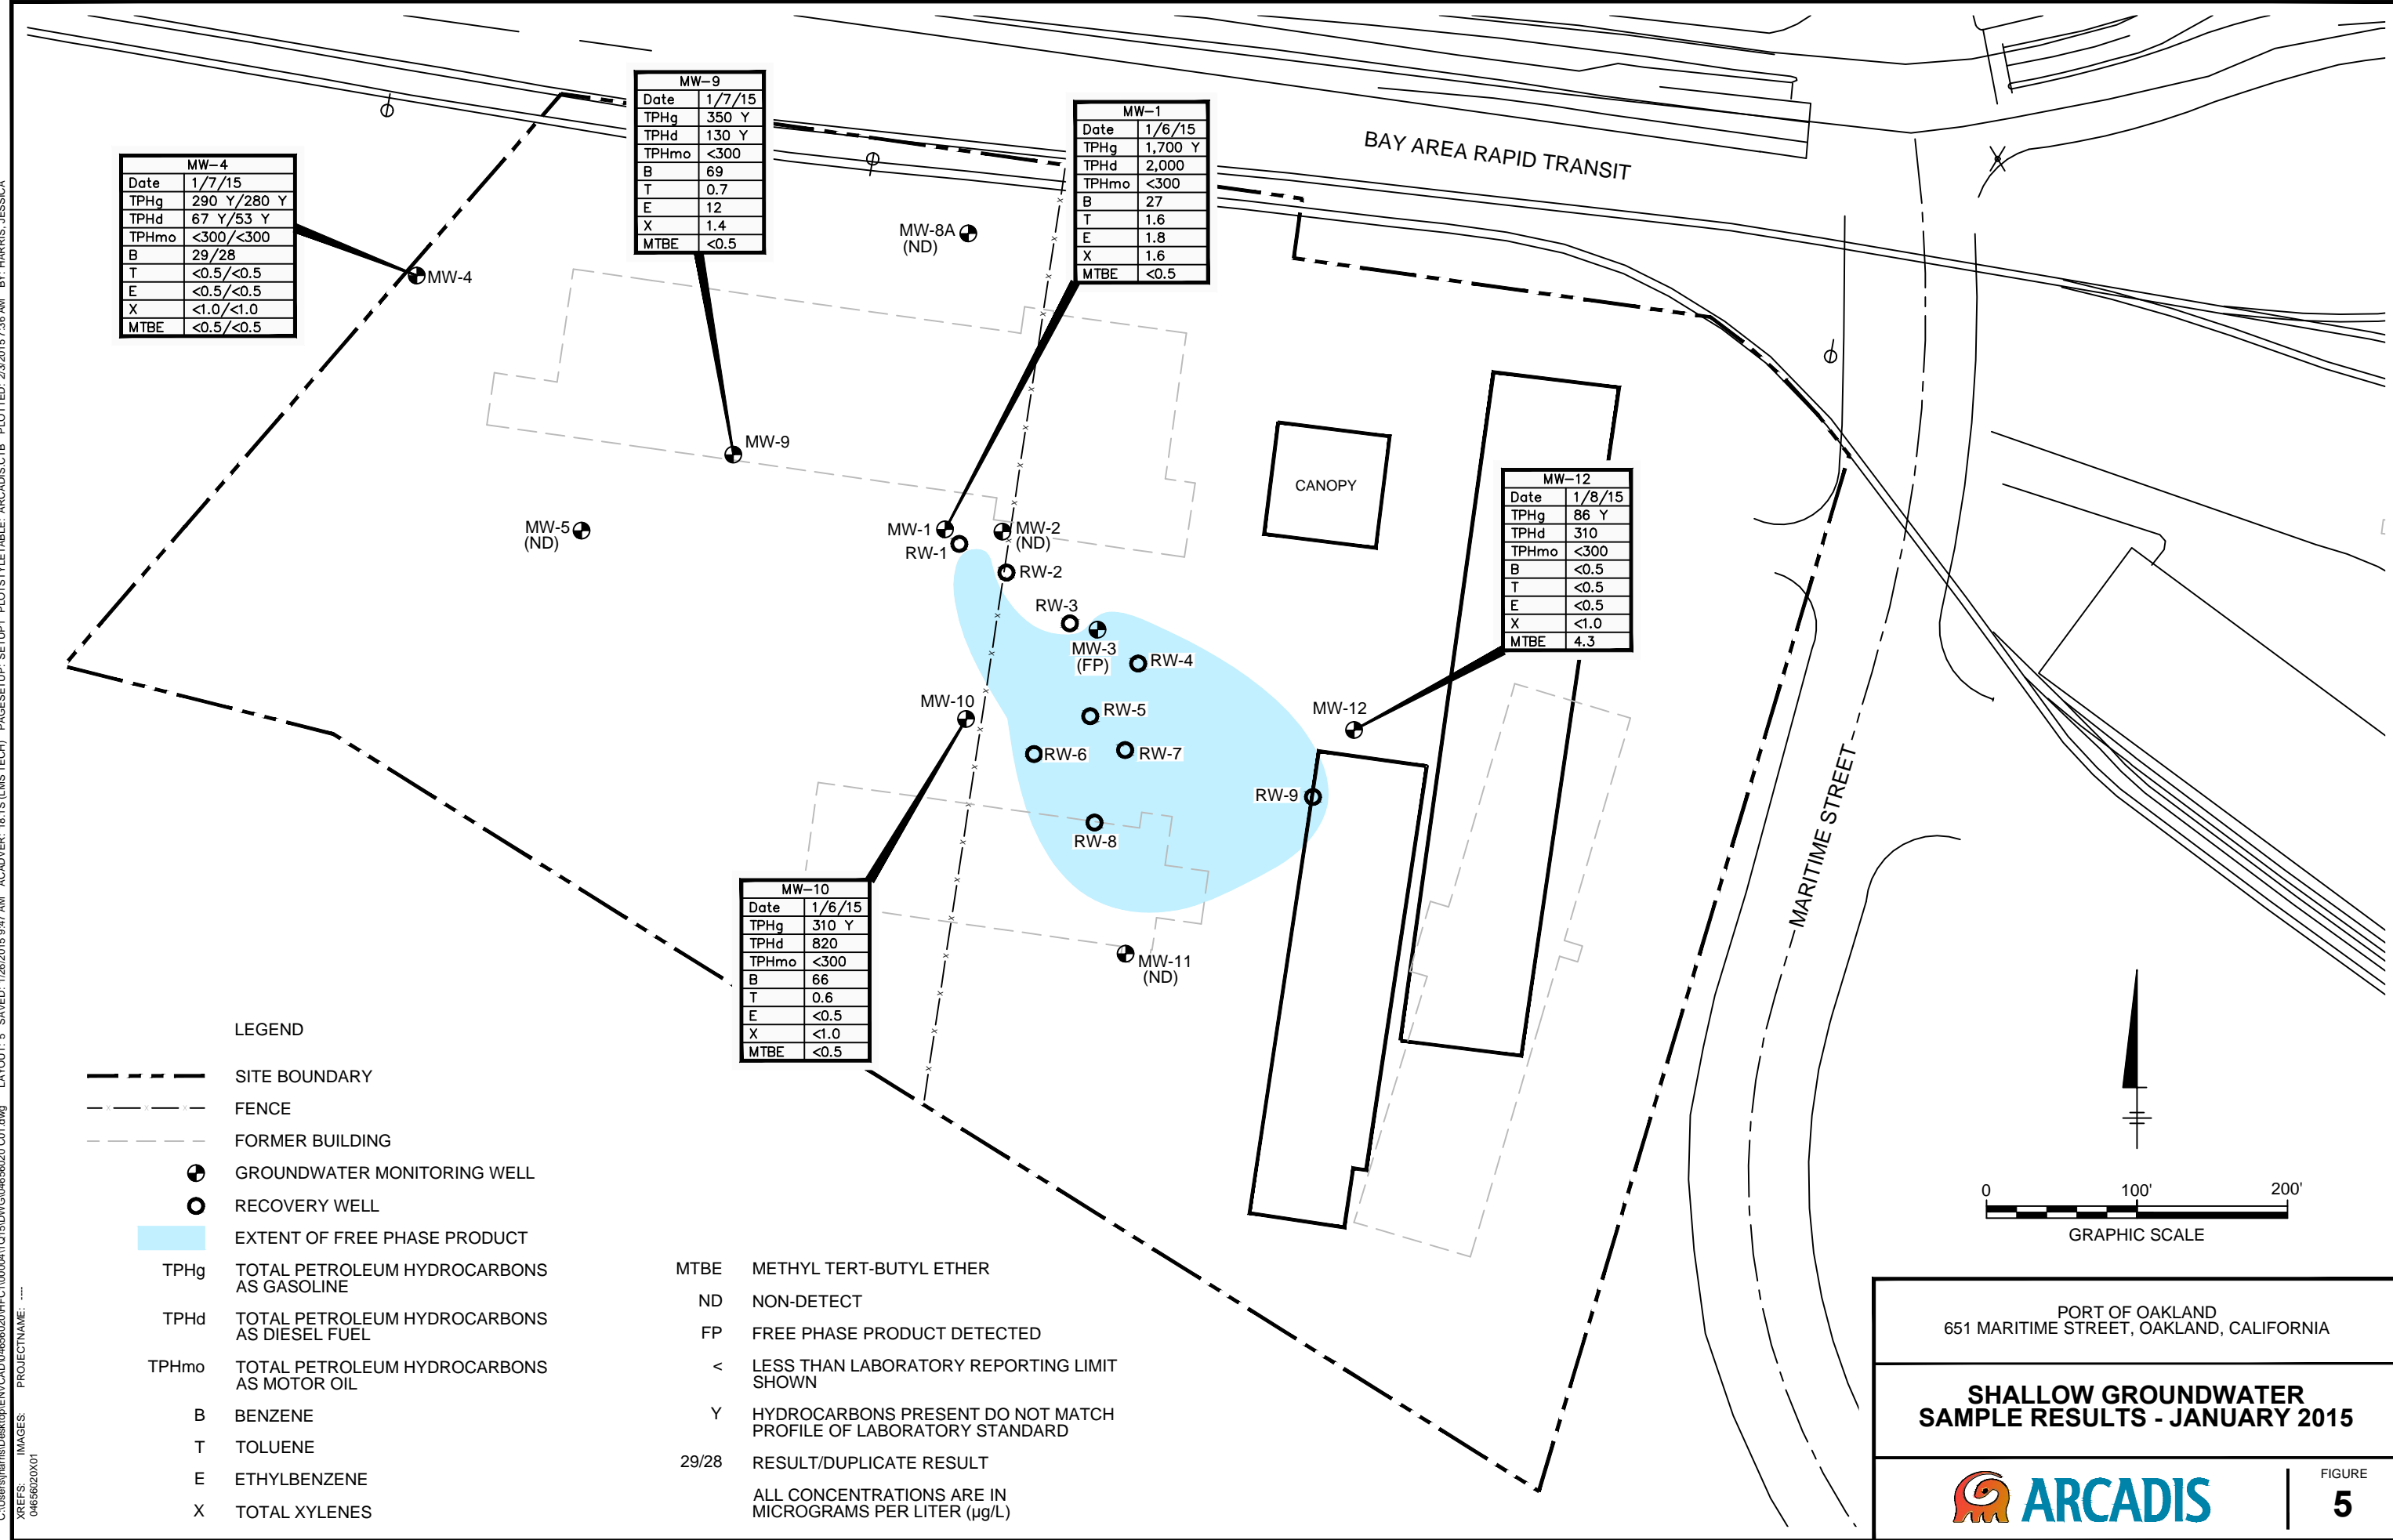 MW-9
Date 1/7/15
TPHg 350 Y
TPHd 130 Y
TPHmo <300
B 69
T 0.7
E 12
X 1.4
MTBE <0.5
MW-1
Date 1/6/15
TPHg 1,700 Y
TPHd 2,000
TPHmo <300
B 27
T 1.6
E 1.8
X 1.6
MTBE <0.5
BAY AREA RAPID TRANSIT
MW-4
Date 1/7/15
TPHg 290 Y/280 Y
TPHd 67 Y/53 Y
TPHmo <300/<300
B 29/28
T <0.5/<0.5
E <0.5/<0.5
X <1.0/<1.0
MTBE <0.5/<0.5
MW-4
MW-8A
(ND)
MW-9
CANOPY
MW-12
Date 1/8/15
TPHg 86 Y
TPHd 310
TPHmo <300
B <0.5
T <0.5
E <0.5
X <1.0
MTBE 4.3
MW-5
(ND)
MW-1
RW-1
MW-2
(ND)
RW-2
RW-3
MW-3
(FP)
RW-4
MW-10
RW-5
MW-12
RW-6
RW-7
RW-9
RW-8
MARITIME STREET
MW-10
Date 1/6/15
TPHg 310 Y
TPHd 820
TPHmo <300
B 66
T 0.6
E <0.5
X <1.0
MTBE <0.5
MW-11
(ND)
LEGEND
SITE BOUNDARY
FENCE
FORMER BUILDING
GROUNDWATER MONITORING WELL
RECOVERY WELL
EXTENT OF FREE PHASE PRODUCT
TPHg TOTAL PETROLEUM HYDROCARBONS
AS GASOLINE
TPHd TOTAL PETROLEUM HYDROCARBONS
AS DIESEL FUEL
TPHmo TOTAL PETROLEUM HYDROCARBONS
AS MOTOR OIL
B BENZENE
T TOLUENE
E ETHYLBENZENE
X TOTAL XYLENES
MTBE METHYL TERT-BUTYL ETHER
ND NON-DETECT
FP FREE PHASE PRODUCT DETECTED
< LESS THAN LABORATORY REPORTING LIMIT
SHOWN
Y HYDROCARBONS PRESENT DO NOT MATCH
PROFILE OF LABORATORY STANDARD
29/28 RESULT/DUPLICATE RESULT
ALL CONCENTRATIONS ARE IN
MICROGRAMS PER LITER (µg/L)
0 100' 200'
GRAPHIC SCALE
PORT OF OAKLAND
651 MARITIME STREET, OAKLAND, CALIFORNIA
SHALLOW GROUNDWATER
SAMPLE RESULTS - JANUARY 2015
ARCADIS
FIGURE
5
XREFS: IMAGES: PROJECTNAME: ----
04656020X01